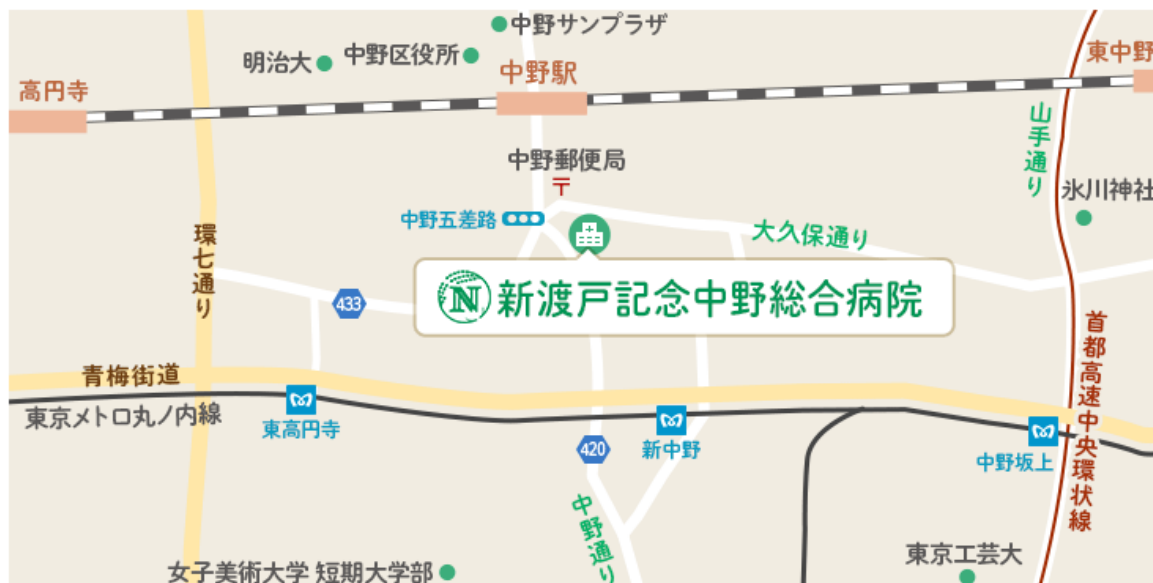 中野サンプラザ
明治大
中野区役所
高円寺
中野駅
東中野
山手通り
中野郵便局
〒
氷川神社
中野五差路
大久保通り
環七通り
N
新渡戸記念中野総合病院
433
首都高速中央環状線
青梅街道
東京メトロ丸ノ内線
東高円寺
420
新中野
中野坂上
中野通り
東京工芸大
女子美術大学 短期大学部